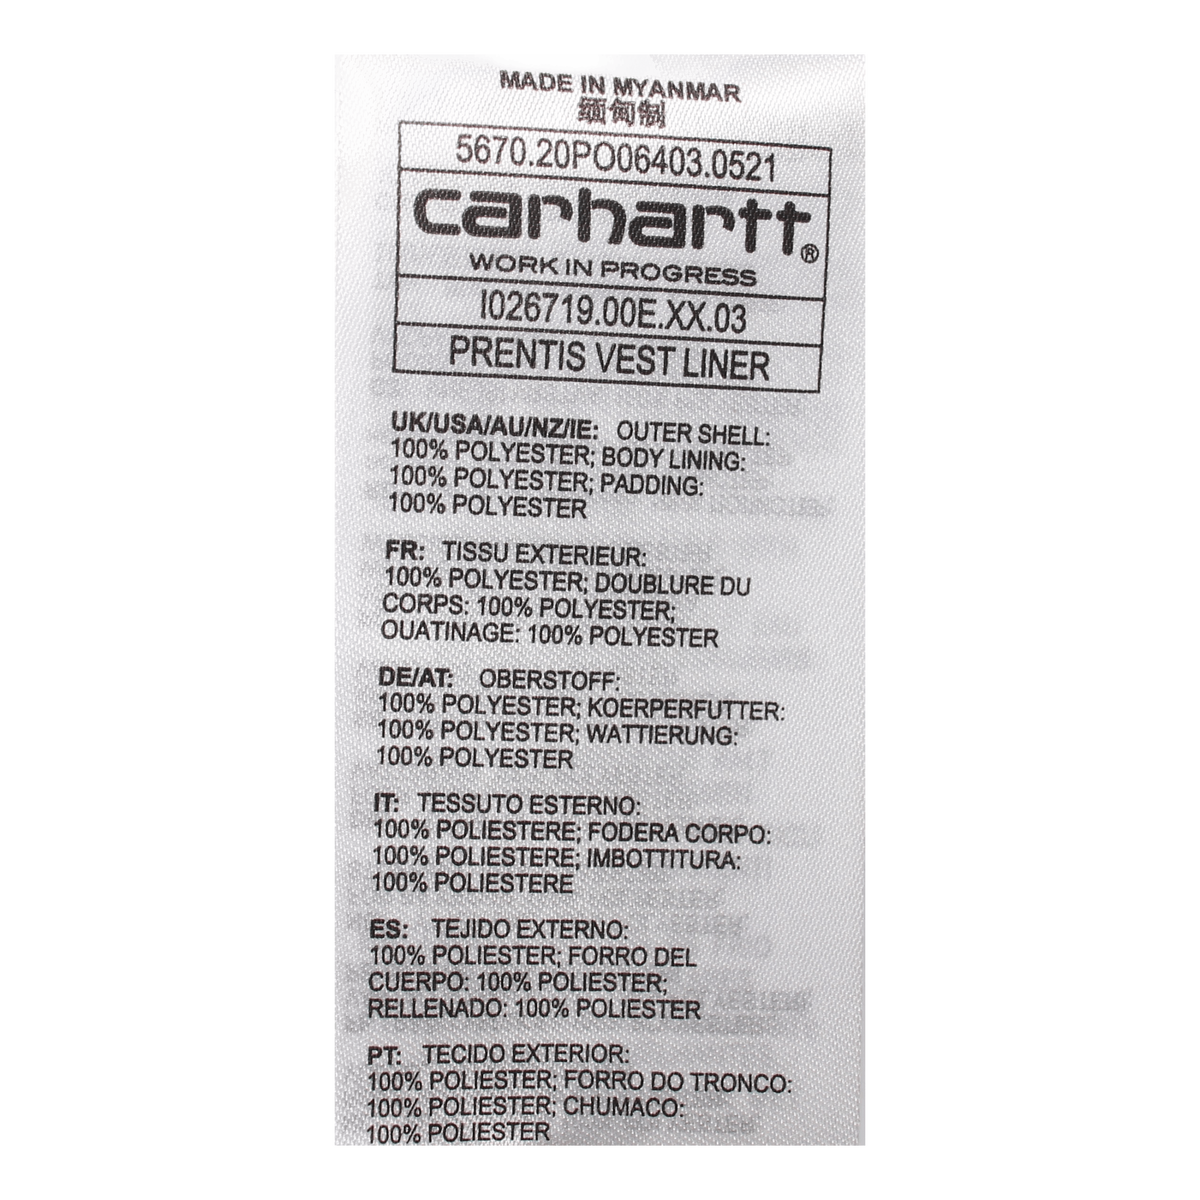 MADE IN MYANMAR
缅甸制
5670.20PO06403.0521
carhartt®
WORK IN PROGRESS
I026719.00E.XX.03
PRENTIS VEST LINER
UK/USA/AU/NZ/IE: OUTER SHELL:
100% POLYESTER; BODY LINING:
100% POLYESTER; PADDING:
100% POLYESTER
FR: TISSU EXTERIEUR:
100% POLYESTER; DOUBLURE DU
CORPS: 100% POLYESTER;
OUATINAGE: 100% POLYESTER
DE/AT: OBERSTOFF:
100% POLYESTER; KOERPERFUTTER:
100% POLYESTER; WATTIERUNG:
100% POLYESTER
IT: TESSUTO ESTERNO:
100% POLIESTERE; FODERA CORPO:
100% POLIESTERE; IMBOTTITURA:
100% POLIESTERE
ES: TEJIDO EXTERNO:
100% POLIESTER; FORRO DEL
CUERPO: 100% POLIESTER;
RELLENADO: 100% POLIESTER
PT: TECIDO EXTERIOR:
100% POLIESTER; FORRO DO TRONCO:
100% POLIESTER; CHUMACO:
100% POLIESTER